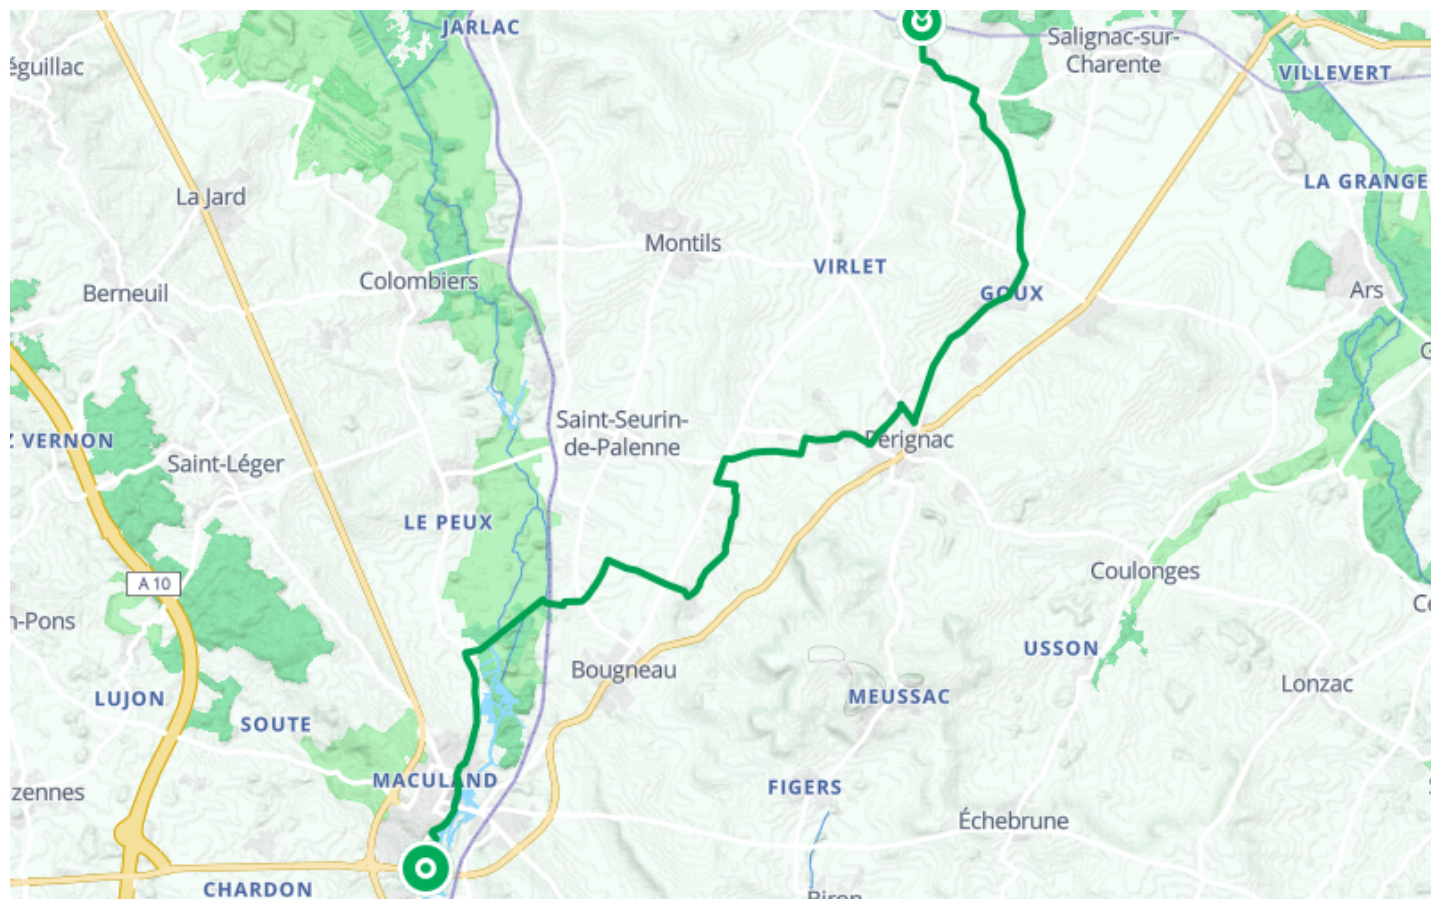 JARLAC
Salignac-sur-
Charente
éguillac
VILLEVERT
LA GRANGE
La Jard
Montils
VIRLET
Colombiers
Berneuil
GOUX
Ars
G
Saint-Seurin-
de-Palenne
VERNON
Pérignac
Saint-Léger
LE PEUX
Coulonges
A 10
Ce
n-Pons
USSON
Bougneau
Lonzac
LUJON
MEUSSAC
SOUTE
MACULAND
FIGERS
zennes
Échebrune
CHARDON
Biron